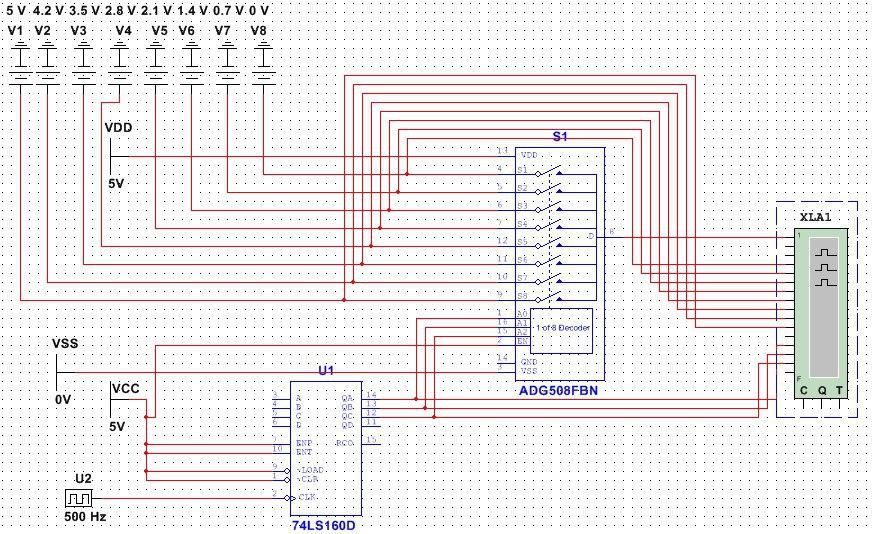 5 V 4.2 V 3.5 V 2.8 V 2.1 V 1.4 V 0.7 V 0 V
V1 V2 V3 V4 V5 V6 V7 V8
VDD
5V
S1
13 VDD
4 S1
5 S2
6 S3
7 S4
12 S5
11 S6
10 S7
9 S8
D 8
1 A0
16 A1
15 A2
2 EN
1 of 8 Decoder
14 GND
3 VSS
ADG508FBN
XLA1
1
F
C Q T
VSS
0V
VCC
5V
U1
3 A QA 14
4 B QB 13
5 C QC 12
6 D QD 11
7 ENP RCO 15
10 ENT
9 ~LOAD
1 ~CLR
2 CLK
74LS160D
U2
500 Hz